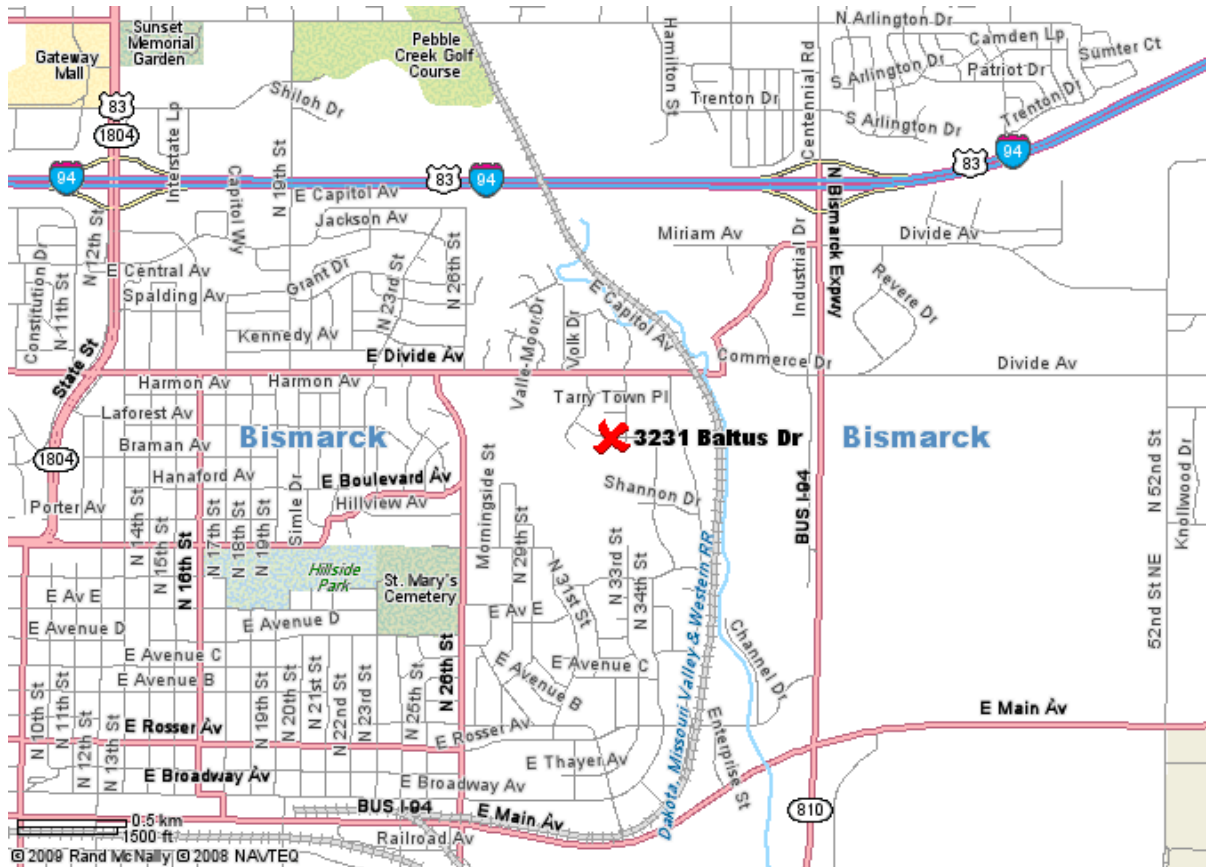 Sunset
Memorial
Garden
Gateway
Mall
Pebble
Creek Golf
Course
Hamilton St
Centennial Rd
N Arlington Dr
Camden Lp
Sumter Ct
S Arlington Dr
Patriot Dr
Trenton Dr
Trenton Dr
S Arlington Dr
Shiloh Dr
83
1804
Interstate Lp
94
83
94
83
94
Capitol Wy
N 19th St
E Capitol Av
Jackson Av
N Bismarck Expwy
Miriam Av
Industrial Dr
Divide Av
Constitution Dr
N 11th St
N 12th St
E Central Av
Spalding Av
Grant Dr
N 23rd St
N 26th St
Kennedy Av
E Divide Av
Valle-Moor Dr
Volk Dr
E Capitol Av
Revere Dr
Commerce Dr
Divide Av
State St
Harmon Av
Harmon Av
Tarry Town Pl
Laforest Av
Braman Av
Bismarck
3231 Baltus Dr
Bismarck
1804
Hanaford Av
E Boulevard Av
Hillview Av
Porter Av
Shannon Dr
Morningside St
N 52nd St
Knollwood Dr
BUS I-94
N 14th St
N 15th St
N 16th St
N 17th St
N 18th St
N 19th St
Simle Dr
N 29th St
N 31st St
N 33rd St
N 34th St
Hillside
Park
St. Mary's
Cemetery
E Av E
E Av E
52nd St NE
E Avenue D
E Avenue D
E Avenue C
E Avenue C
E Avenue B
E Avenue B
Channel Dr
Dakota, Missouri Valley & Western RR
N 10th St
N 11th St
N 12th St
N 13th St
N 19th St
N 20th St
N 21st St
N 22nd St
N 23rd St
N 25th St
N 26th St
E Rosser Av
E Rosser Av
E Main Av
Enterprise St
E Thayer Av
E Broadway Av
E Broadway Av
BUS I-94
E Main Av
810
0.5 km
1500 ft
Railroad Av
© 2009 Rand McNally © 2008 NAVTEQ